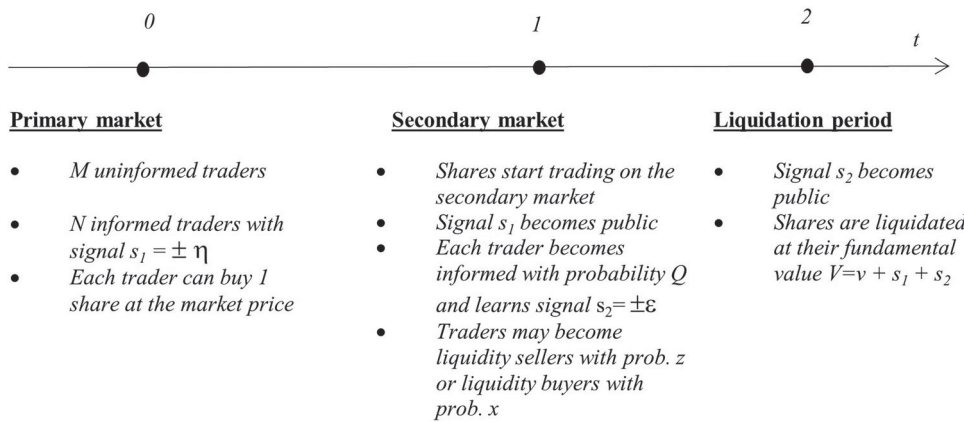 0
1
2
t
Primary market
• M uninformed traders
• N informed traders with
signal s₁ = ± η
• Each trader can buy 1
share at the market price
Secondary market
• Shares start trading on the
secondary market
• Signal s₁ becomes public
• Each trader becomes
informed with probability Q
and learns signal s₂= ±ε
• Traders may become
liquidity sellers with prob. z
or liquidity buyers with
prob. x
Liquidation period
• Signal s₂ becomes
public
• Shares are liquidated
at their fundamental
value V=v + s₁ + s₂